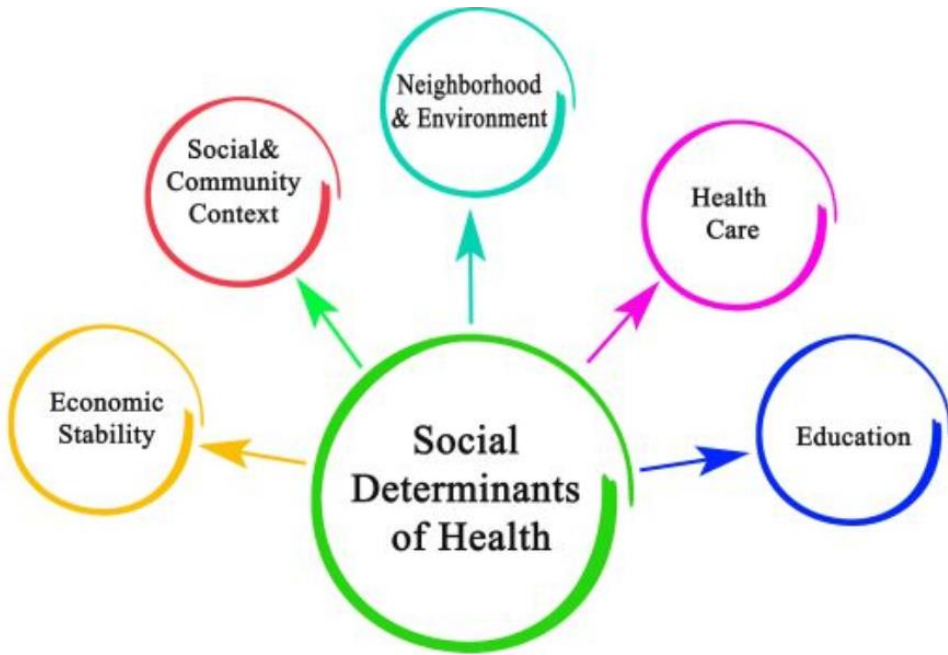 Neighborhood
& Environment
Social&
Community
Context
Health
Care
Economic
Stability
Education
Social
Determinants
of Health